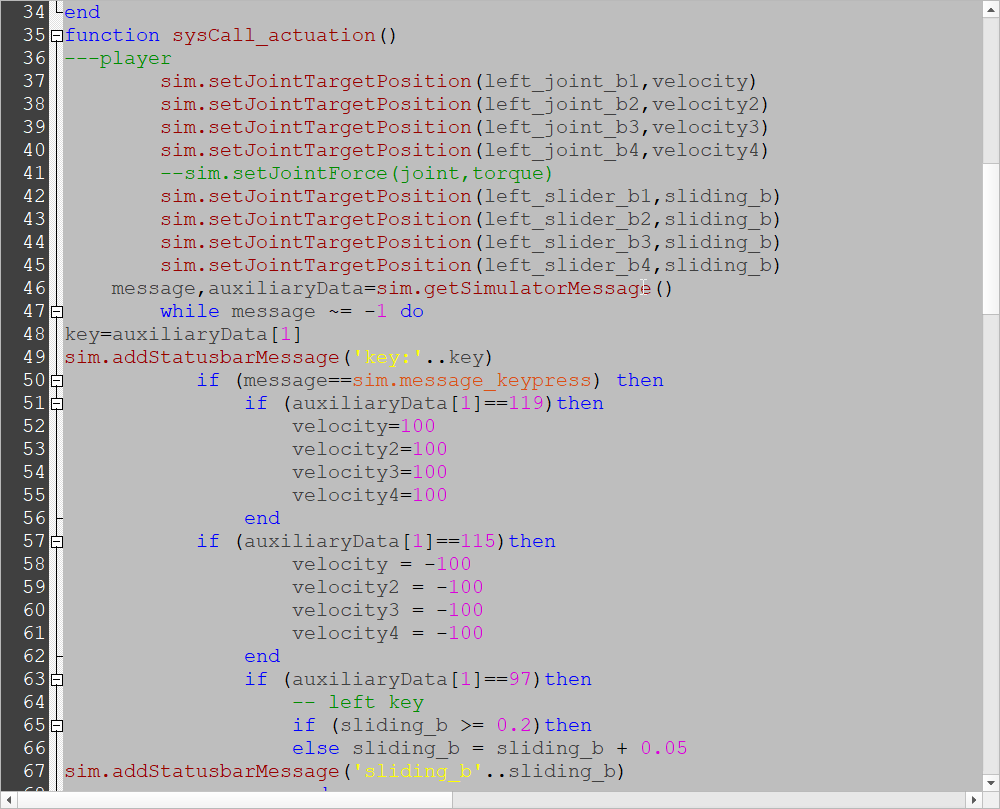 34 end
35 function sysCall_actuation()
36 ---player
37 sim.setJointTargetPosition(left_joint_b1,velocity)
38 sim.setJointTargetPosition(left_joint_b2,velocity2)
39 sim.setJointTargetPosition(left_joint_b3,velocity3)
40 sim.setJointTargetPosition(left_joint_b4,velocity4)
41 --sim.setJointForce(joint,torque)
42 sim.setJointTargetPosition(left_slider_b1,sliding_b)
43 sim.setJointTargetPosition(left_slider_b2,sliding_b)
44 sim.setJointTargetPosition(left_slider_b3,sliding_b)
45 sim.setJointTargetPosition(left_slider_b4,sliding_b)
46 message,auxiliaryData=sim.getSimulatorMessage()
47 while message ~= -1 do
48 key=auxiliaryData[1]
49 sim.addStatusbarMessage('key:'..key)
50 if (message==sim.message_keypress) then
51 if (auxiliaryData[1]==119)then
52 velocity=100
53 velocity2=100
54 velocity3=100
55 velocity4=100
56 end
57 if (auxiliaryData[1]==115)then
58 velocity = -100
59 velocity2 = -100
60 velocity3 = -100
61 velocity4 = -100
62 end
63 if (auxiliaryData[1]==97)then
64 -- left key
65 if (sliding_b >= 0.2)then
66 else sliding_b = sliding_b + 0.05
67 sim.addStatusbarMessage('sliding_b'..sliding_b)